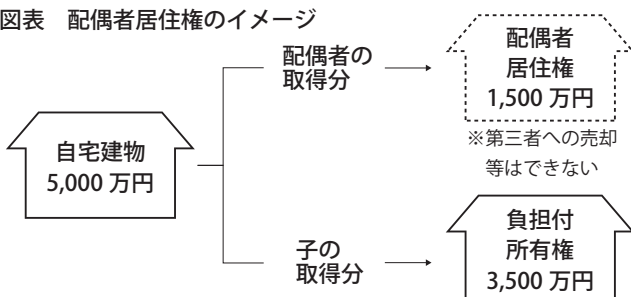 図表　配偶者居住権のイメージ
自宅建物
5,000 万円
配偶者の
取得分
配偶者
居住権
1,500 万円
※第三者への売却
等はできない
子の
取得分
負担付
所有権
3,500 万円